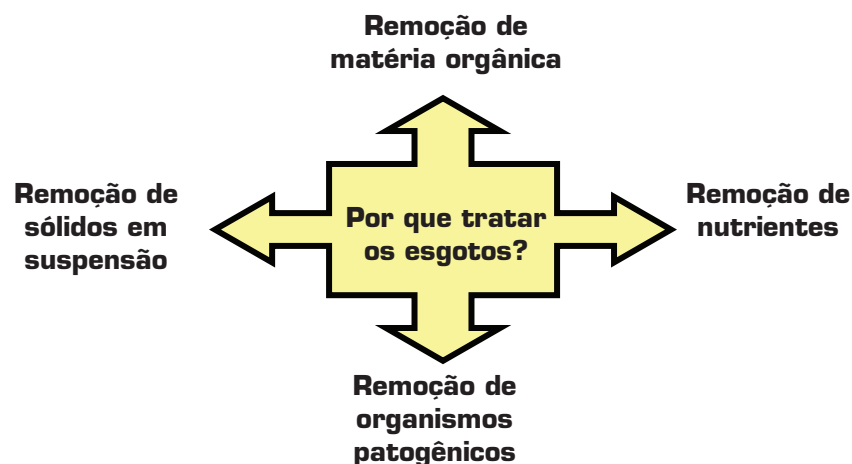 Remoção de
matéria orgânica
Remoção de
sólidos em
suspensão
Por que tratar
os esgotos?
Remoção de
nutrientes
Remoção de
organismos
patogênicos